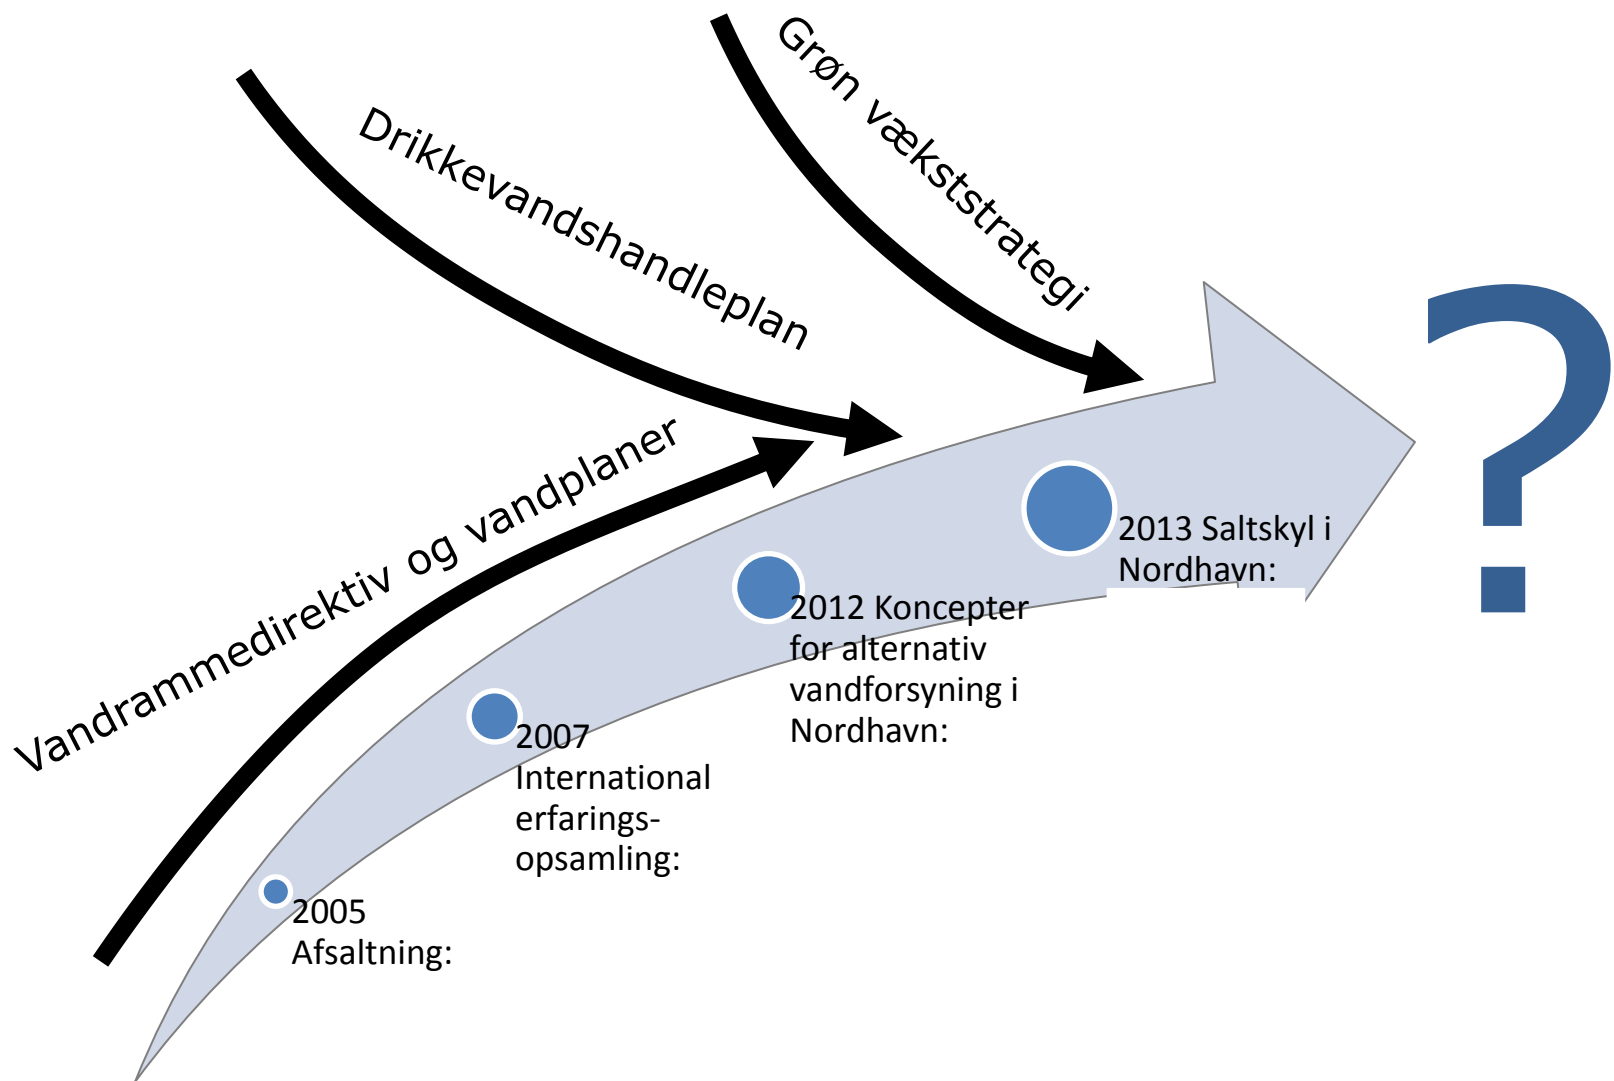 Grøn vækststrategi
Drikkevandshandleplan
Vandrammedirektiv og vandplaner
?
2013 Saltskyl i
Nordhavn:
2012 Koncepter
for alternativ
vandforsyning i
Nordhavn:
2007
International
erfarings-
opsamling:
2005
Afsaltning: